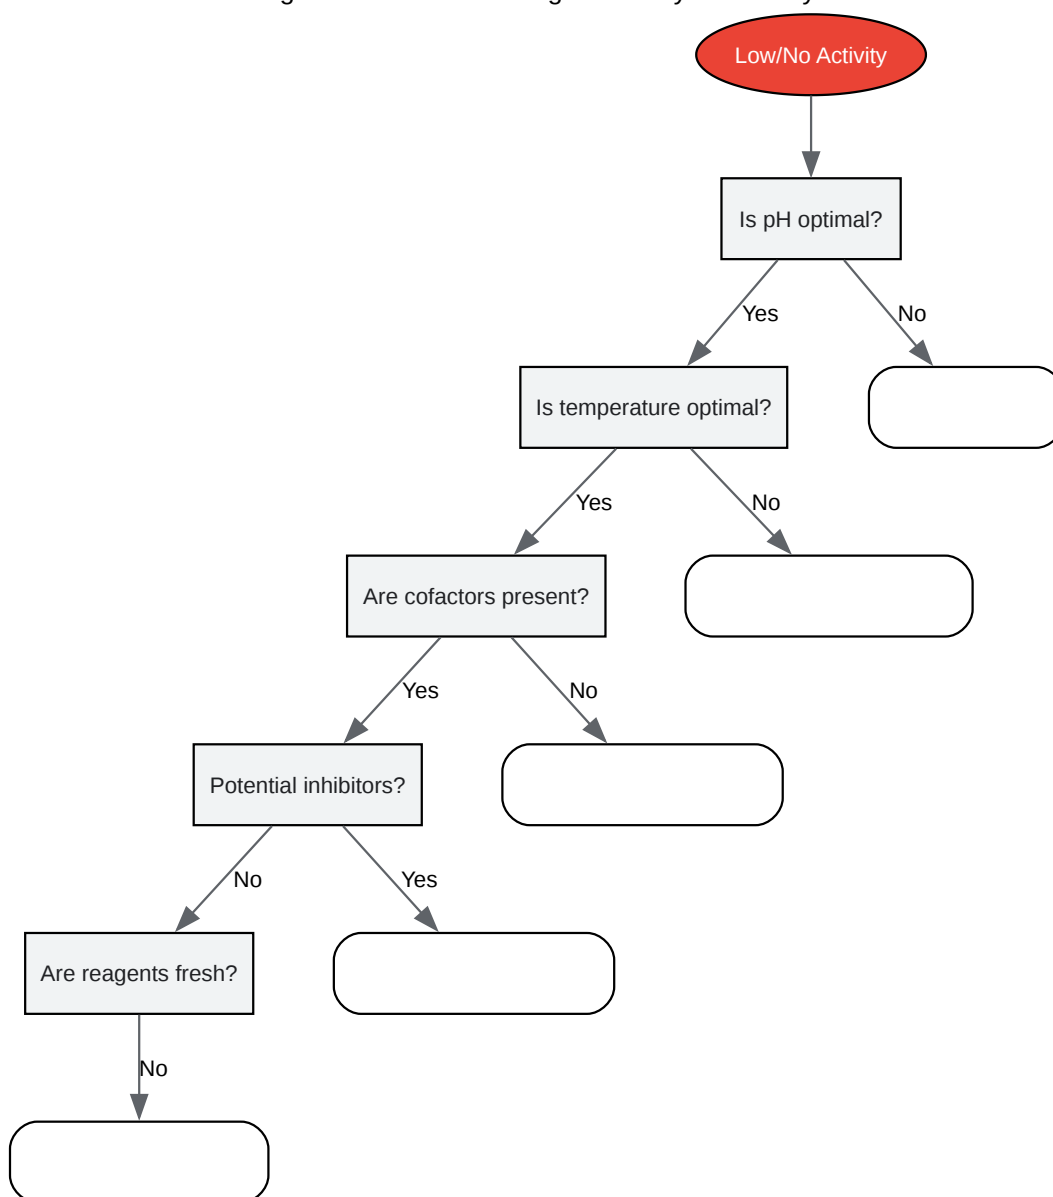 Low/No Activity
Is pH optimal?
Yes
No
Is temperature optimal?
Yes
No
Are cofactors present?
Yes
No
Potential inhibitors?
No
Yes
Are reagents fresh?
No